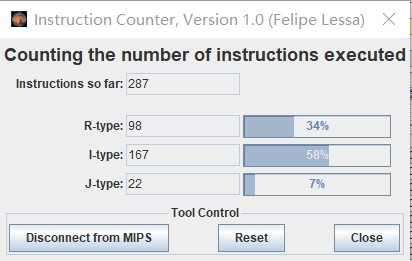 Instruction Counter, Version 1.0 (Felipe Lessa)
Counting the number of instructions executed
Instructions so far: 287
R-type: 98 34%
I-type: 167 58%
J-type: 22 7%
Tool Control
Disconnect from MIPS Reset Close